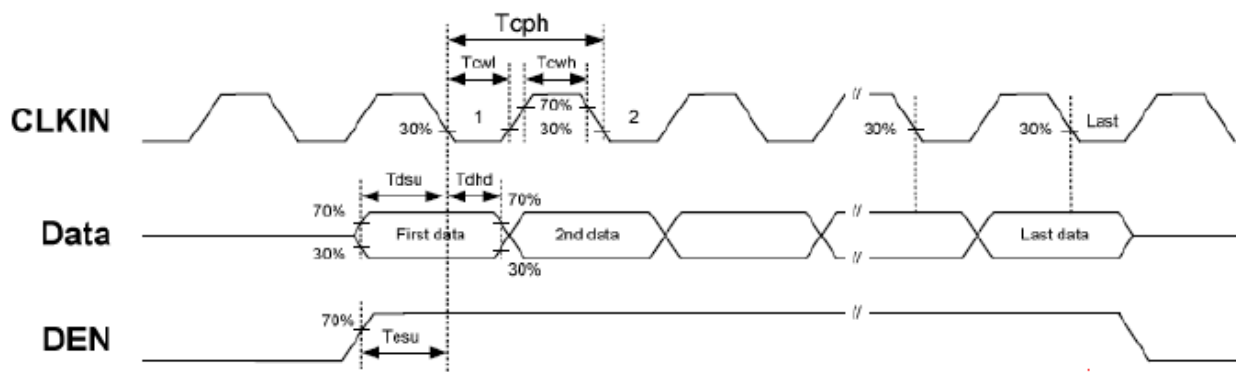 Tcph
Tcwl Tcwh
CLKIN 30% 1 70% 30% 2 // 30% 30% Last
Tdsu Tdhd
70% 70%
Data First data 2nd data Last data
30% 30% //
DEN 70% //
Tesu